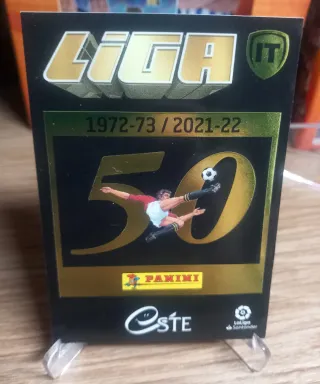 LiGA
IT
1972-73 / 2021-22
50
PANINI
eSTE
LaLiga
Santander